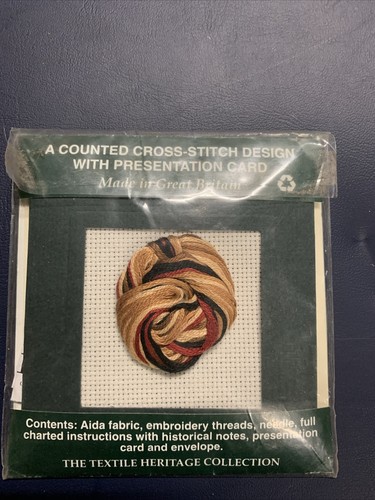 A COUNTED CROSS-STITCH DESIGN
WITH PRESENTATION CARD
Made in Great Britain
Contents: Aida fabric, embroidery threads, needle, full
charted instructions with historical notes, presentation
card and envelope.
THE TEXTILE HERITAGE COLLECTION